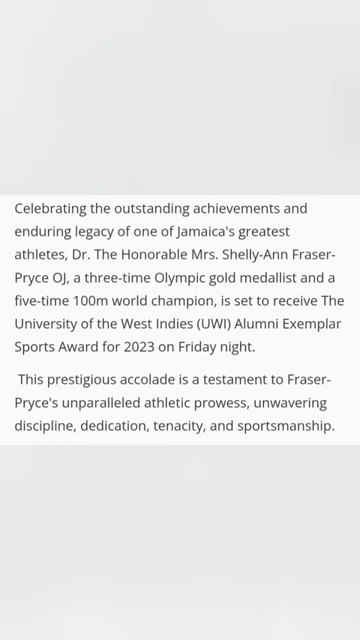 Celebrating the outstanding achievements and
enduring legacy of one of Jamaica's greatest
athletes, Dr. The Honorable Mrs. Shelly-Ann Fraser-
Pryce OJ, a three-time Olympic gold medallist and a
five-time 100m world champion, is set to receive The
University of the West Indies (UWI) Alumni Exemplar
Sports Award for 2023 on Friday night.
This prestigious accolade is a testament to Fraser-
Pryce's unparalleled athletic prowess, unwavering
discipline, dedication, tenacity, and sportsmanship.